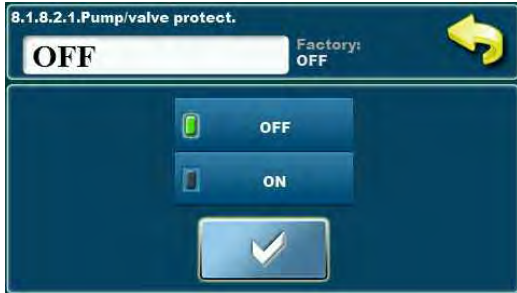 8.1.8.2.1.Pump/valve protect.
OFF
Factory:
OFF
OFF
ON